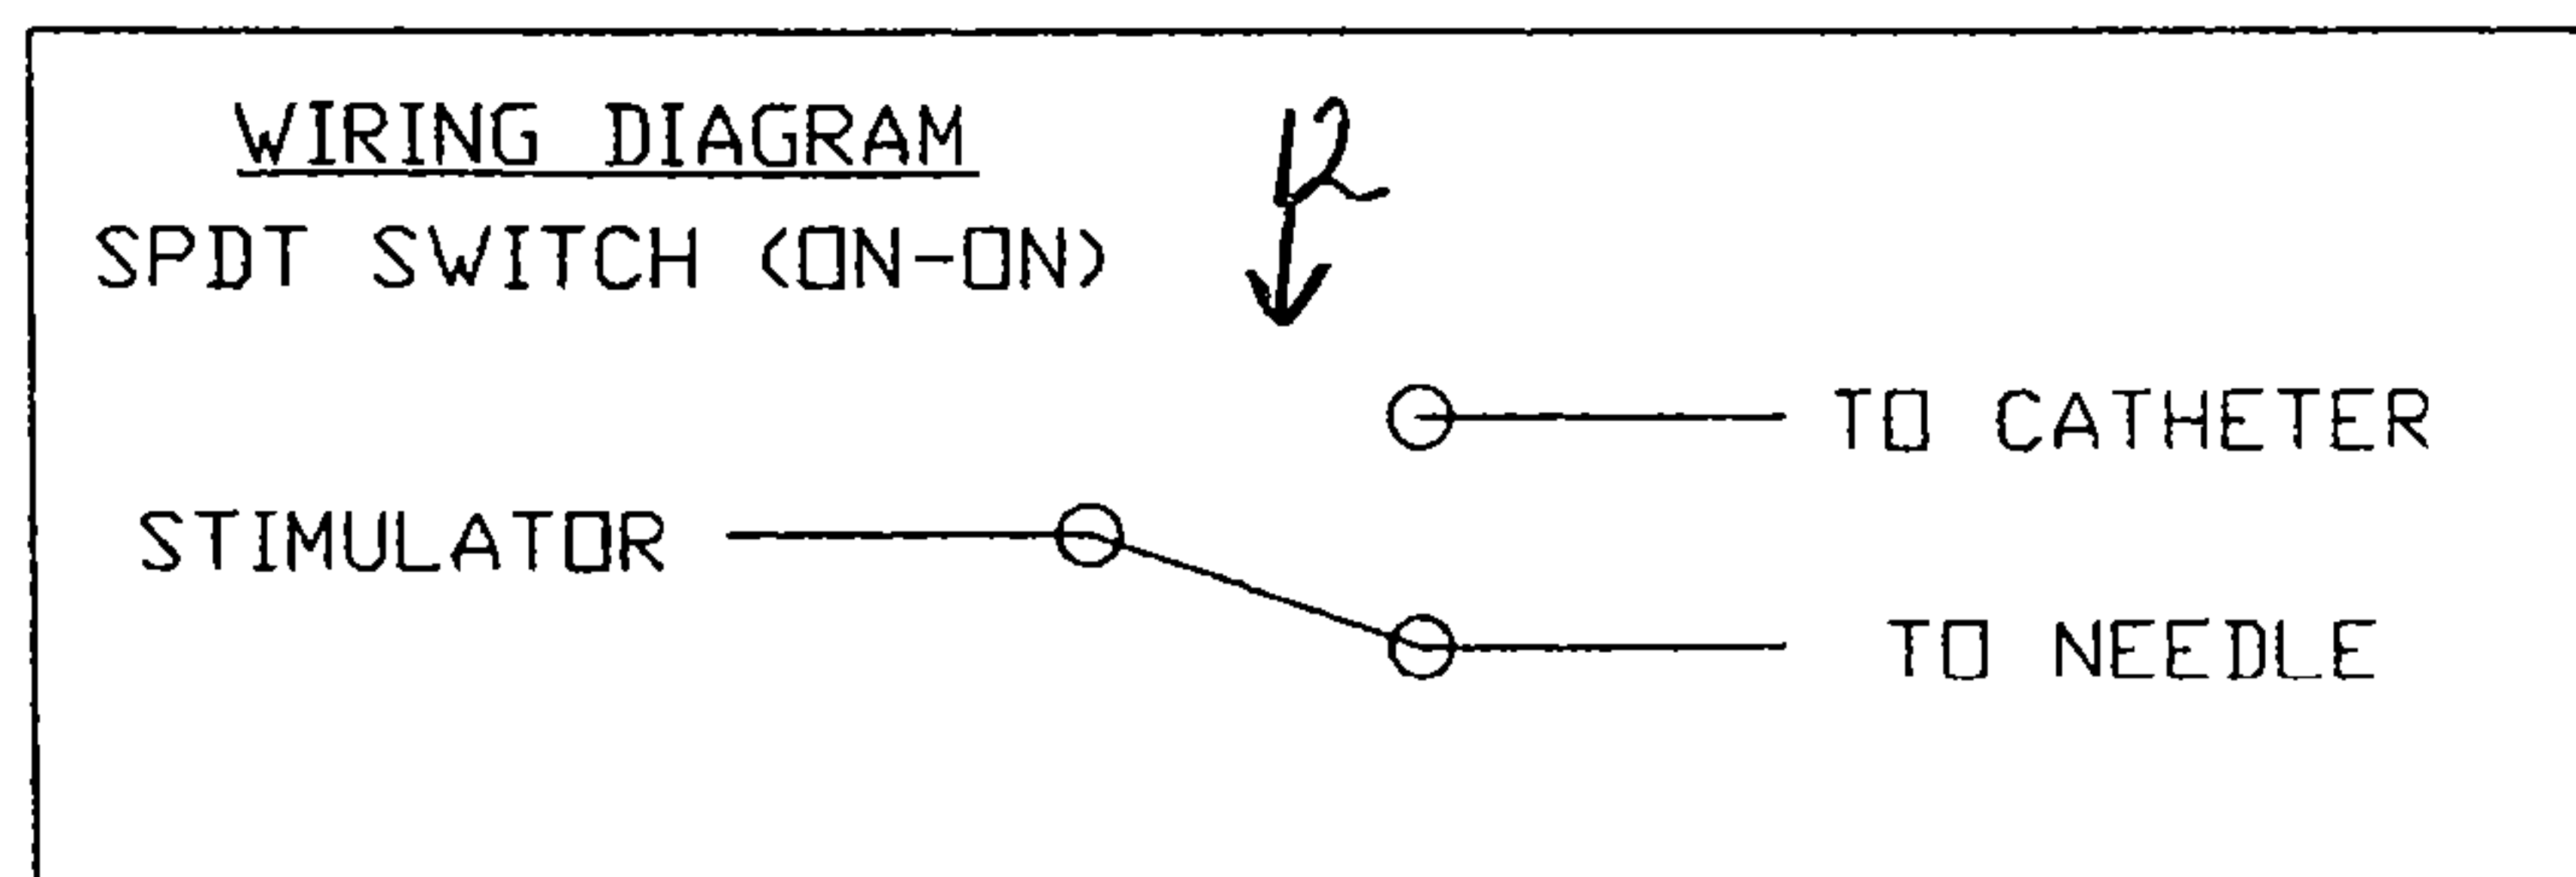 WIRING DIAGRAM
12
SPDT SWITCH (ON-ON)
TO CATHETER
STIMULATOR
TO NEEDLE